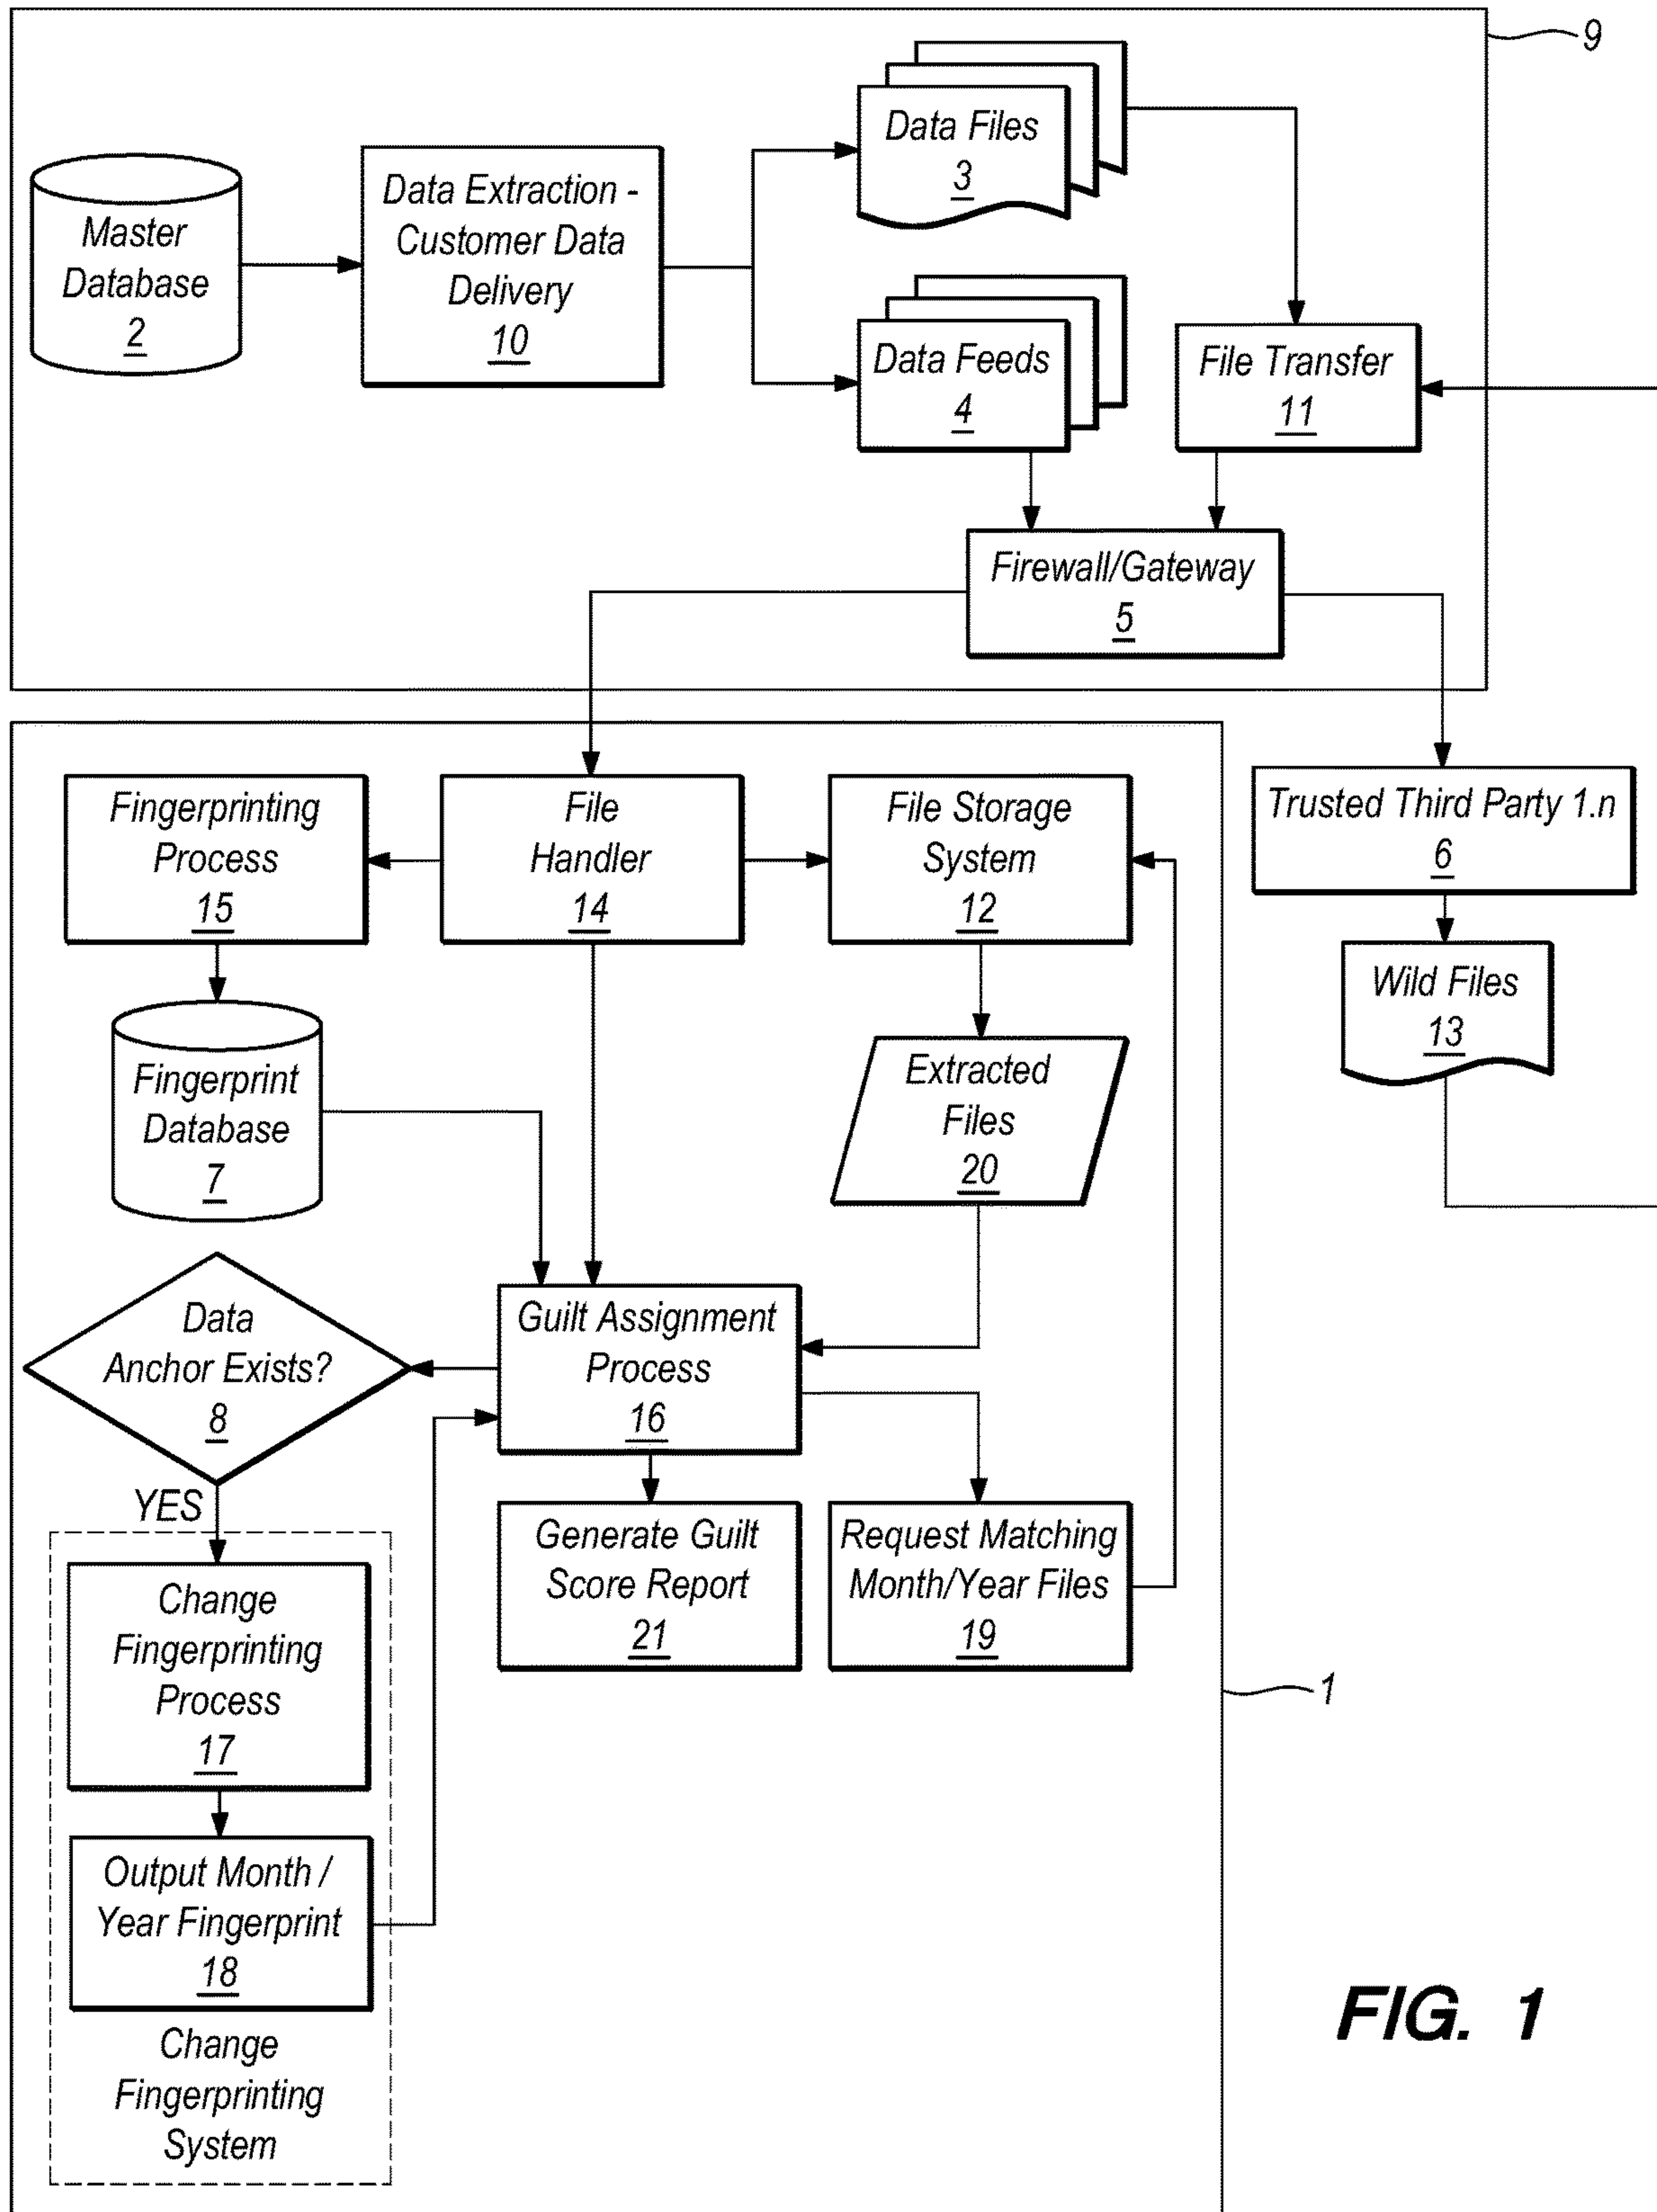 9
Data Files
3
Master
Database
2
Data Extraction -
Customer Data
Delivery
10
Data Feeds
4
File Transfer
11
Firewall/Gateway
5
Fingerprinting
Process
15
File
Handler
14
File Storage
System
12
Trusted Third Party 1.n
6
Wild Files
13
Fingerprint
Database
7
Extracted
Files
20
Data
Anchor Exists?
8
Guilt Assignment
Process
16
YES
Generate Guilt
Score Report
21
Request Matching
Month/Year Files
19
1
Change
Fingerprinting
Process
17
Output Month /
Year Fingerprint
18
Change
Fingerprinting
System
FIG. 1